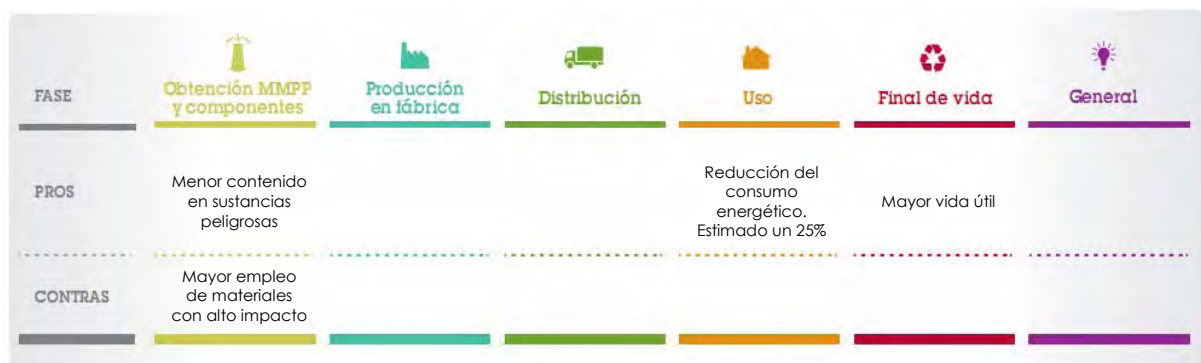 FASE
Obtención MMPP
y componentes
Producción
en fábrica
Distribución
Uso
Final de vida
General
PROS
Menor contenido
en sustancias
peligrosas
Reducción del
consumo
energético.
Estimado un 25%
Mayor vida útil
CONTRAS
Mayor empleo
de materiales
con alto impacto